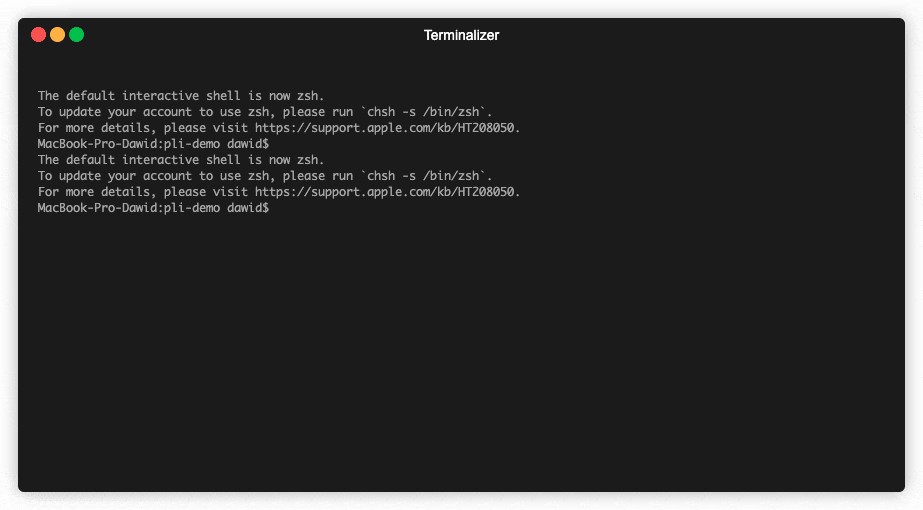 Terminalizer
The default interactive shell is now zsh.
To update your account to use zsh, please run `chsh -s /bin/zsh`.
For more details, please visit https://support.apple.com/kb/HT208050.
MacBook-Pro-Dawid:pli-demo dawid$
The default interactive shell is now zsh.
To update your account to use zsh, please run `chsh -s /bin/zsh`.
For more details, please visit https://support.apple.com/kb/HT208050.
MacBook-Pro-Dawid:pli-demo dawid$